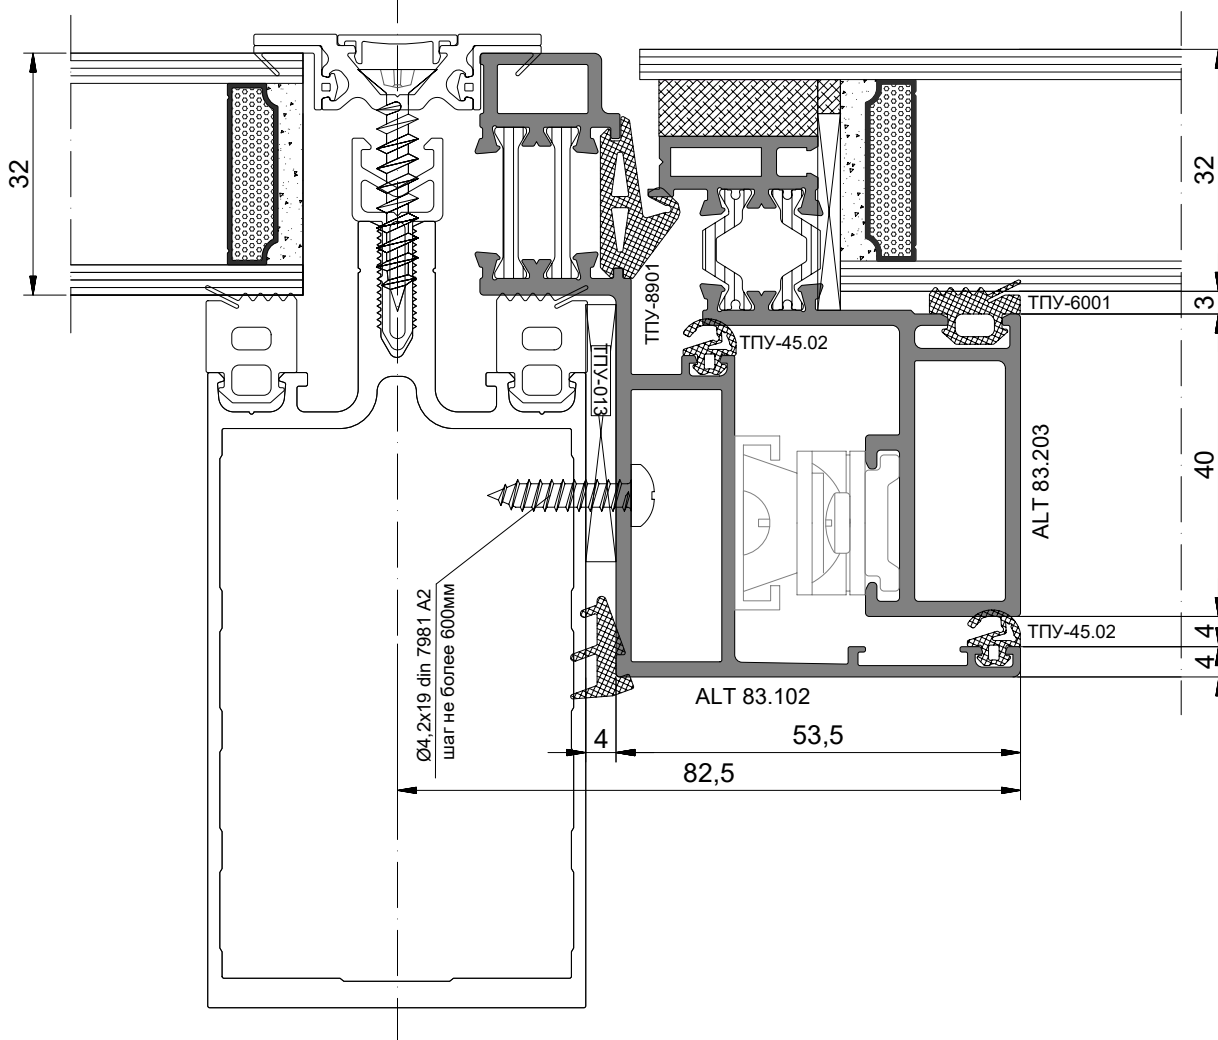 32
32
ТПУ-8901
ТПУ-6001
3
ТПУ-45.02
ТПУ-013
ALT 83.203
40
Ø4,2x19 din 7981 A2
шаг не более 600мм
ТПУ-45.02
4
4
ALT 83.102
4
53,5
82,5